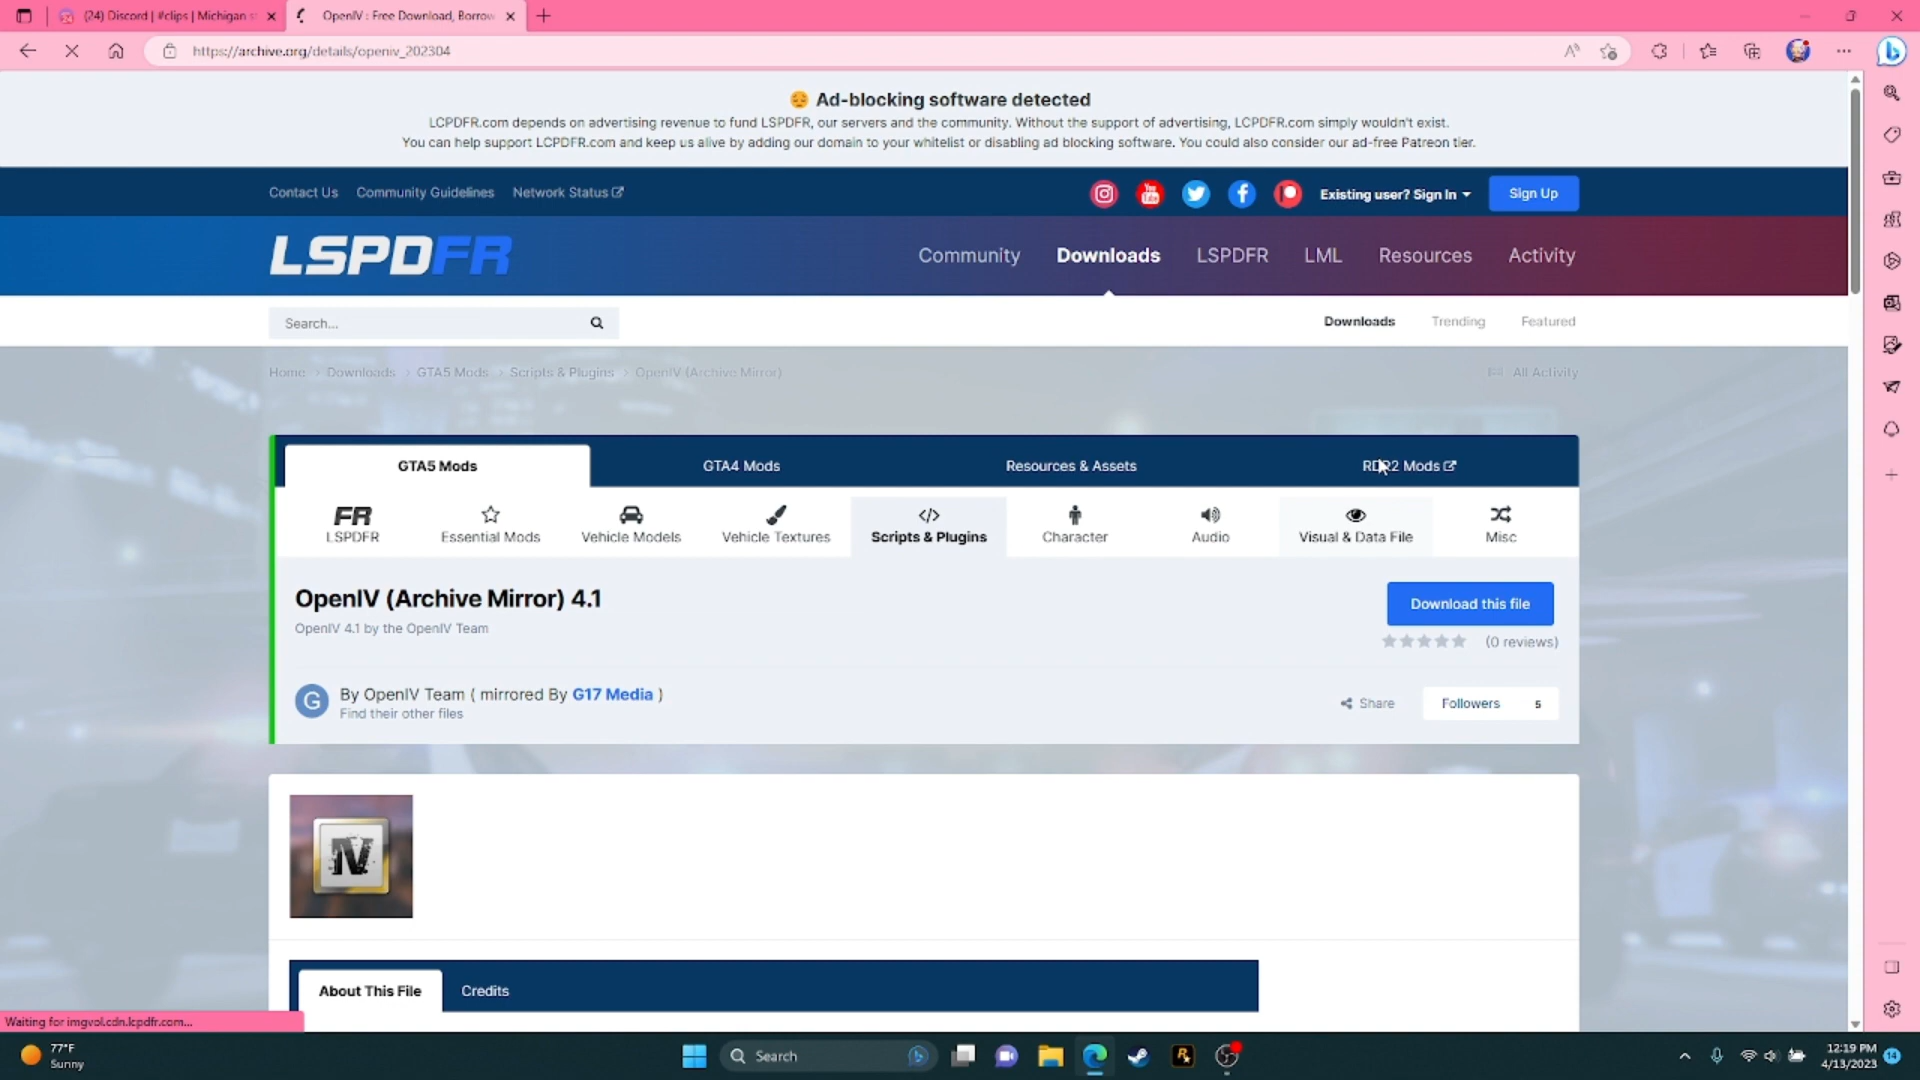 (24) Discord | #clips | Michigan st
OpenIV : Free Download, Borrow
https://archive.org/details/openiv_202304
Ad-blocking software detected
LCPDFR.com depends on advertising revenue to fund LSPDFR, our servers and the community. Without the support of advertising, LCPDFR.com simply wouldn't exist.
You can help support LCPDFR.com and keep us alive by adding our domain to your whitelist or disabling ad blocking software. You could also consider our ad-free Patreon tier.
Contact Us Community Guidelines Network Status Existing user? Sign In Sign Up
LSPDFR Community Downloads LSPDFR LML Resources Activity
Search... Downloads Trending Featured
Home Downloads GTA5 Mods Scripts & Plugins OpenIV (Archive Mirror) All Activity
GTA5 Mods GTA4 Mods Resources & Assets RDR2 Mods
FR
LSPDFR Essential Mods Vehicle Models Vehicle Textures Scripts & Plugins Character Audio Visual & Data File Misc
OpenIV (Archive Mirror) 4.1 Download this file
OpenIV 4.1 by the OpenIV Team (0 reviews)
G By OpenIV Team ( mirrored By G17 Media ) Share Followers 5
Find their other files
IV
About This File Credits
Waiting for imgvol.cdn.lcpdfr.com...
77°F
Sunny
Search
12:19 PM
4/13/2023
14